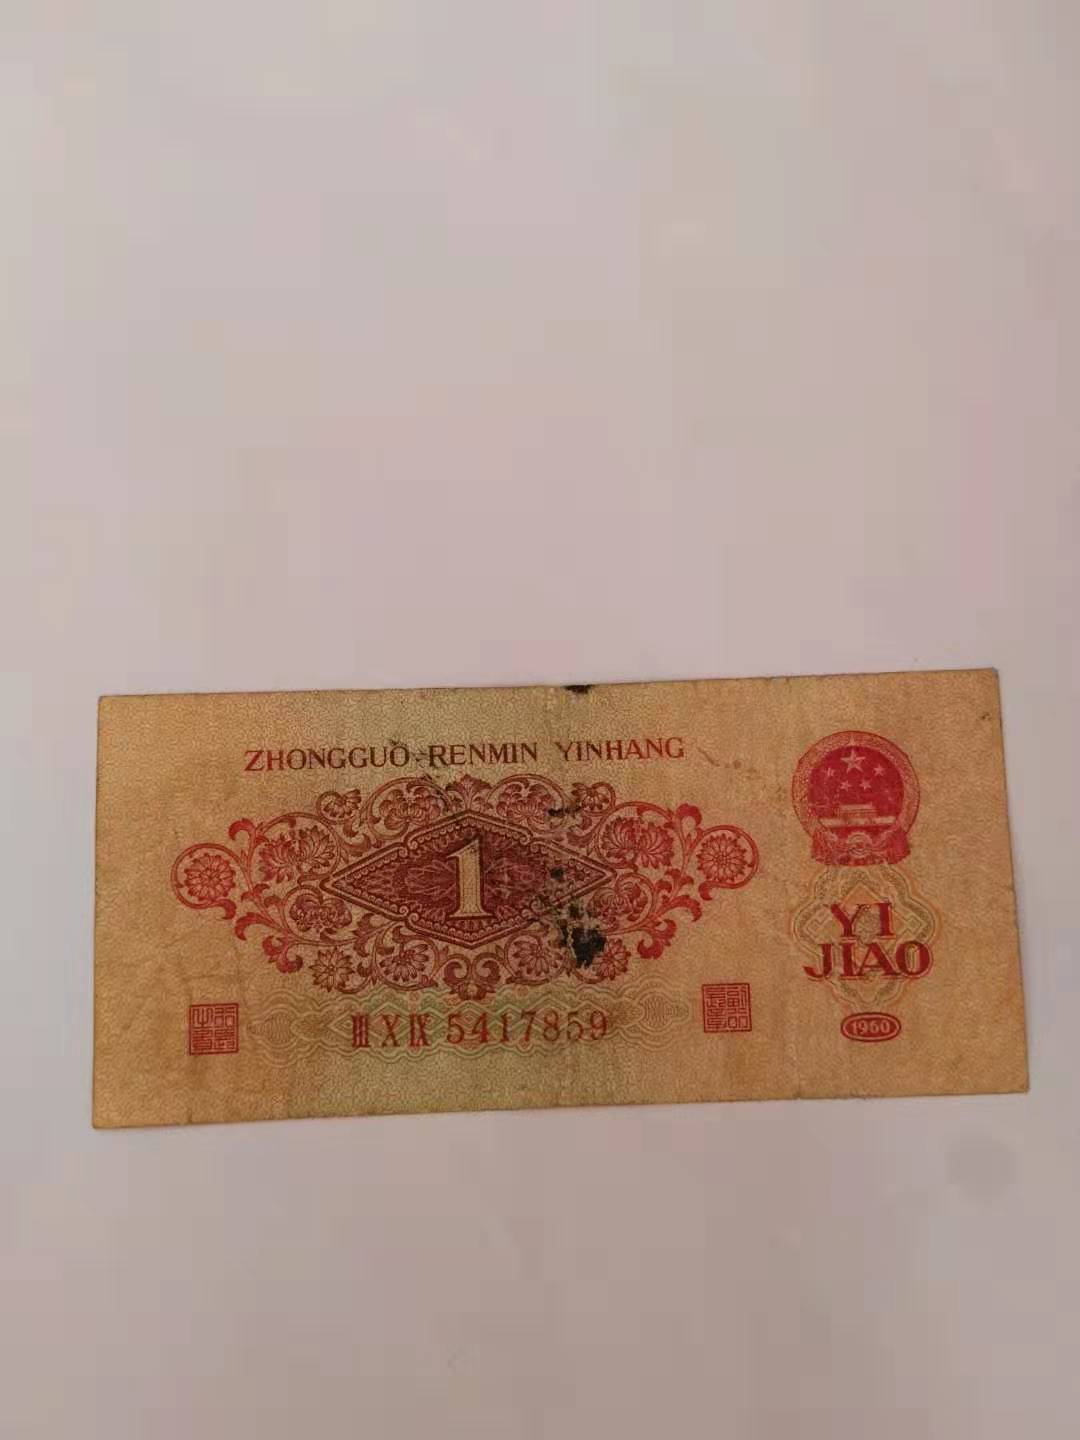 ZHONGGUO RENMIN YINHANG
1
YI
JIAO
III X IX 5417859
1960